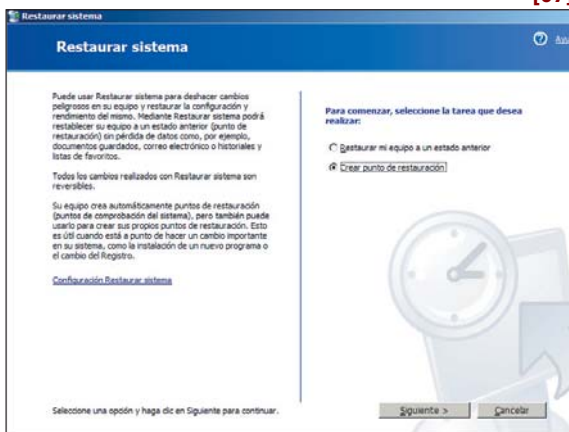 Restaurar sistema
Restaurar sistema
Puede usar Restaurar sistema para deshacer cambios
peligrosos en su equipo y restaurar la configuración y
rendimiento del mismo. Mediante Restaurar sistema podrá
restablecer su equipo a un estado anterior (punto de
restauración) sin pérdida de datos como, por ejemplo,
documentos guardados, correo electrónico o historiales y
listas de favoritos.
Todos los cambios realizados con Restaurar sistema son
reversibles.
Su equipo crea automáticamente puntos de restauración
(puntos de comprobación del sistema), pero también puede
usarlo para crear sus propios puntos de restauración. Esto
es útil cuando está a punto de hacer un cambio importante
en su sistema, como la instalación de un nuevo programa o
el cambio del Registro.
Configuración Restaurar sistema
Para comenzar, seleccione la tarea que desea
realizar:
Restaurar mi equipo a un estado anterior
Crear punto de restauración
Seleccione una opción y haga clic en Siguiente para continuar.
Siguiente >
Cancelar